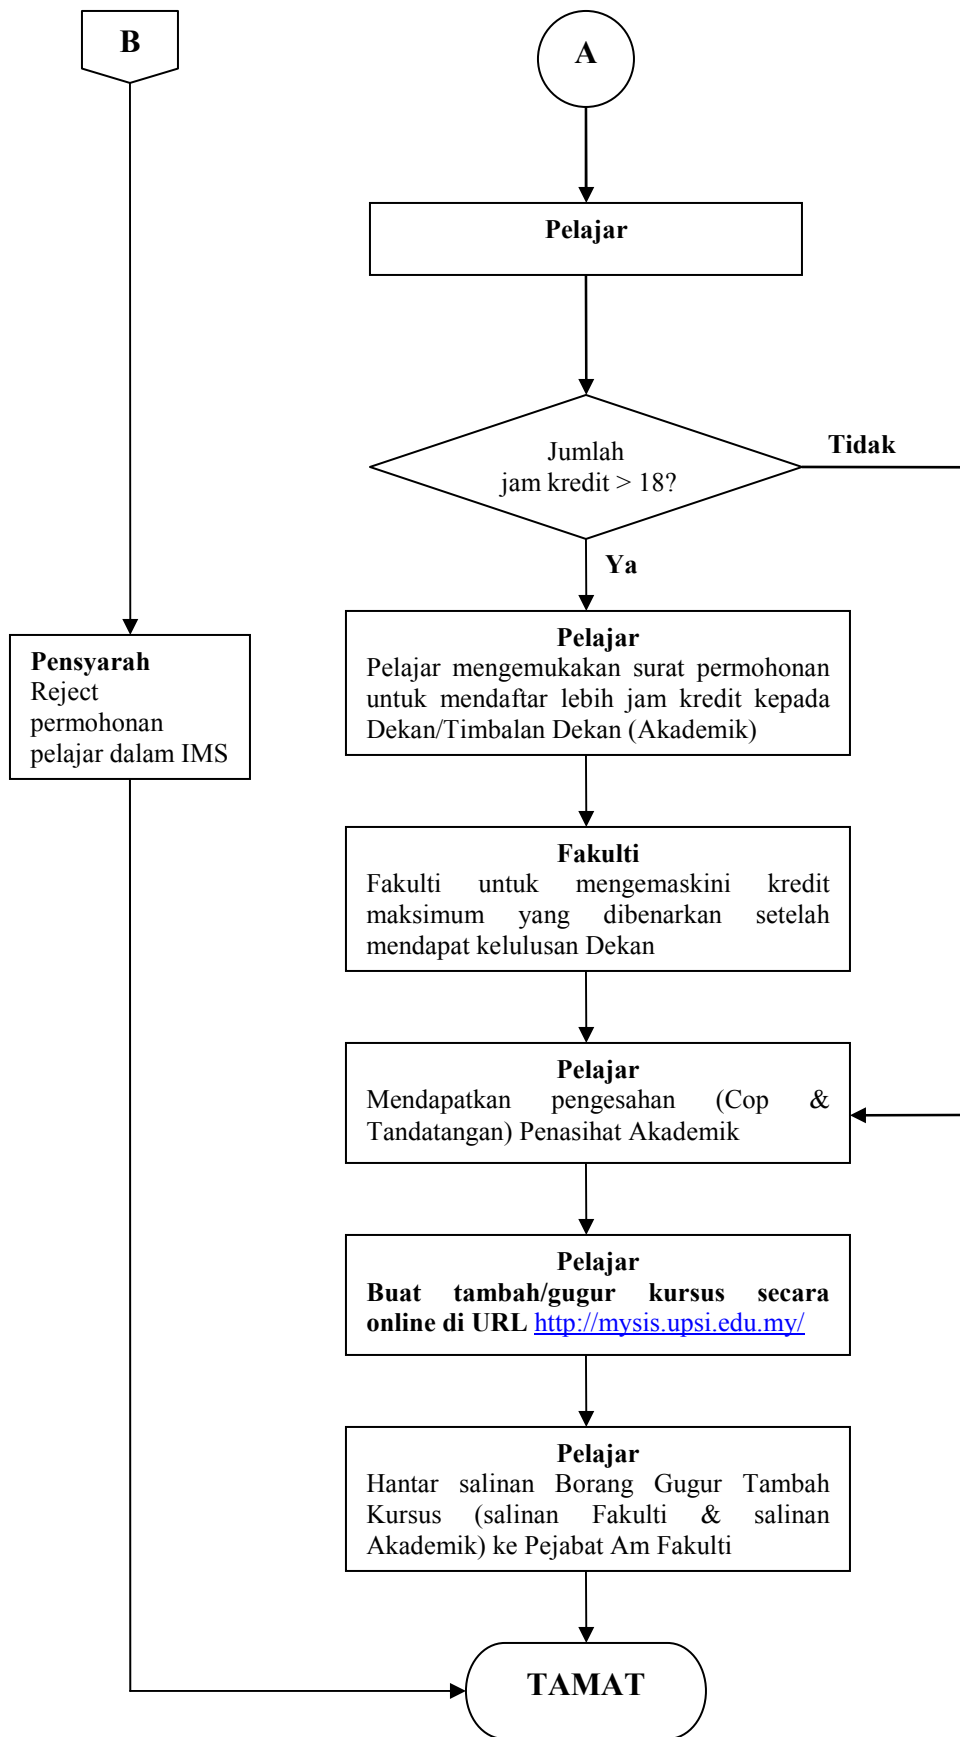 B
A
Pelajar
Jumlah
jam kredit > 18?
Tidak
Ya
Pensyarah
Reject
permohonan
pelajar dalam IMS
Pelajar
Pelajar mengemukakan surat permohonan
untuk mendaftar lebih jam kredit kepada
Dekan/Timbalan Dekan (Akademik)
Fakulti
Fakulti untuk mengemaskini kredit
maksimum yang dibenarkan setelah
mendapat kelulusan Dekan
Pelajar
Mendapatkan pengesahan (Cop &
Tandatangan) Penasihat Akademik
Pelajar
Buat tambah/gugur kursus secara
online di URL http://mysis.upsi.edu.my/
Pelajar
Hantar salinan Borang Gugur Tambah
Kursus (salinan Fakulti & salinan
Akademik) ke Pejabat Am Fakulti
TAMAT